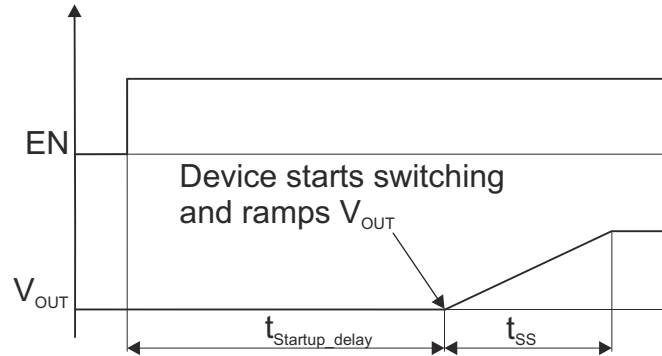 EN
Device starts switching
and ramps V_OUT
V_OUT
t_Startup_delay
t_SS